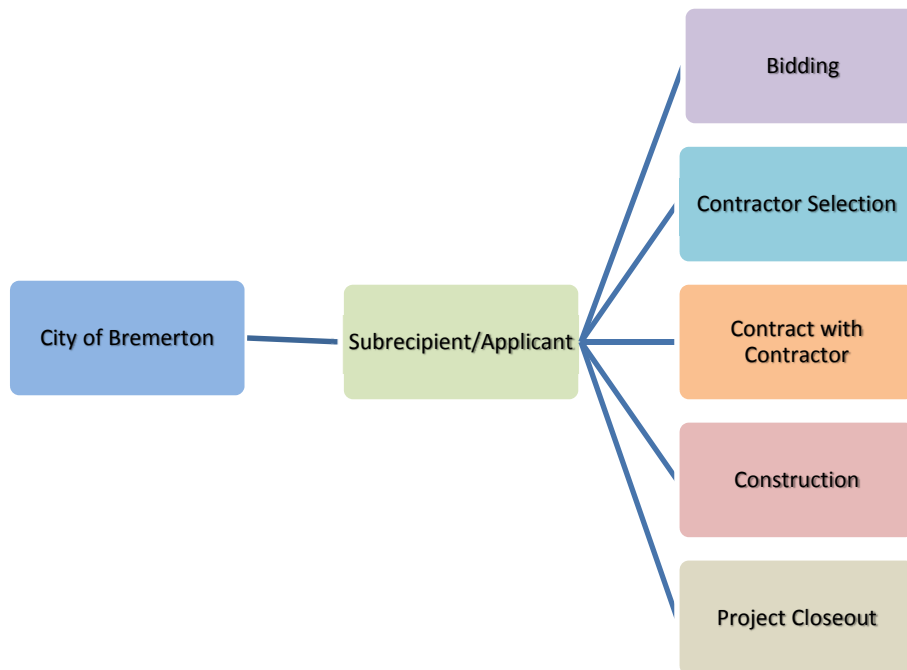 City of Bremerton
Subrecipient/Applicant
Bidding
Contractor Selection
Contract with
Contractor
Construction
Project Closeout